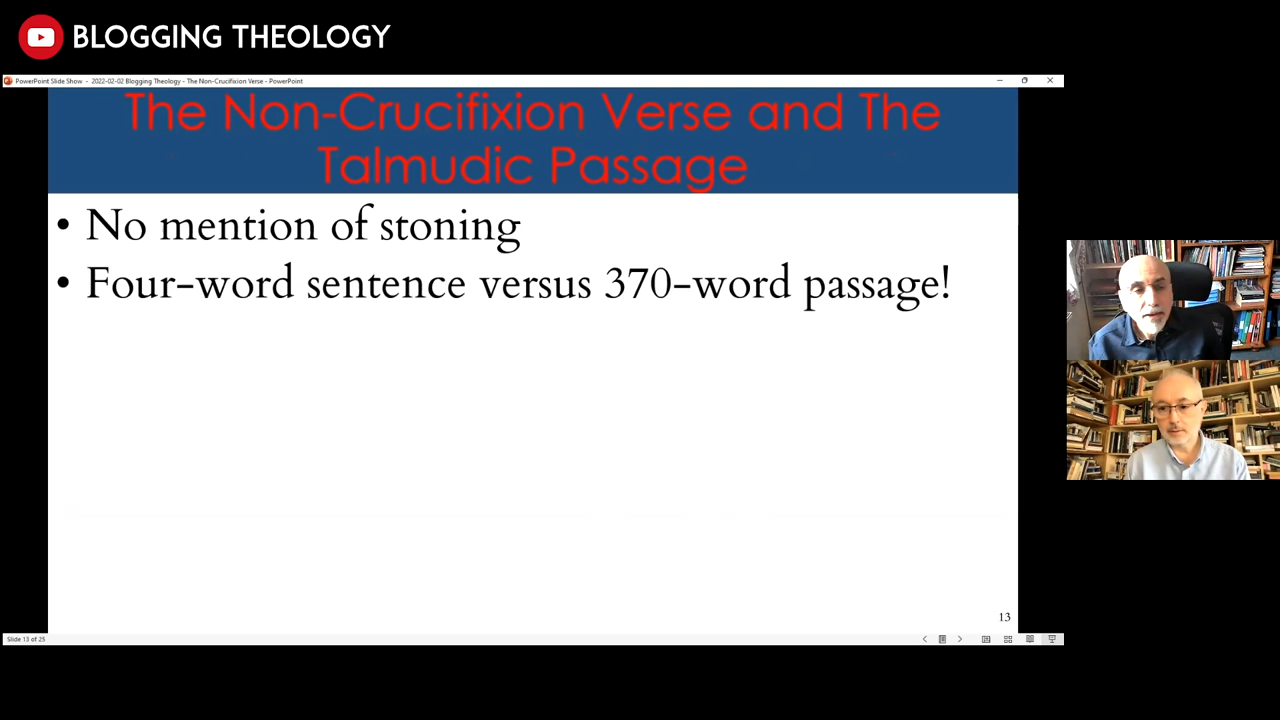 BLOGGING THEOLOGY
PowerPoint Slide Show - 2022-02-02 Blogging Theology - The Non-Crucifixion Verse - PowerPoint
The Non-Crucifixion Verse and The
Talmudic Passage
• No mention of stoning
• Four-word sentence versus 370-word passage!
13
Slide 13 of 25